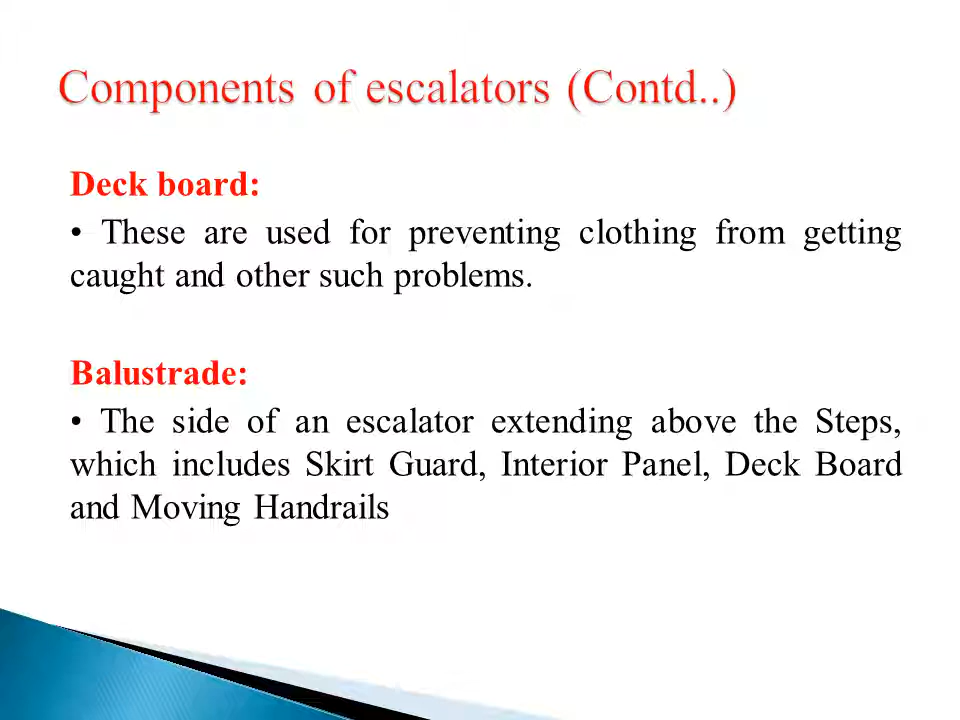 Components of escalators (Contd..)
Deck board:
• These are used for preventing clothing from getting
caught and other such problems.
Balustrade:
• The side of an escalator extending above the Steps,
which includes Skirt Guard, Interior Panel, Deck Board
and Moving Handrails